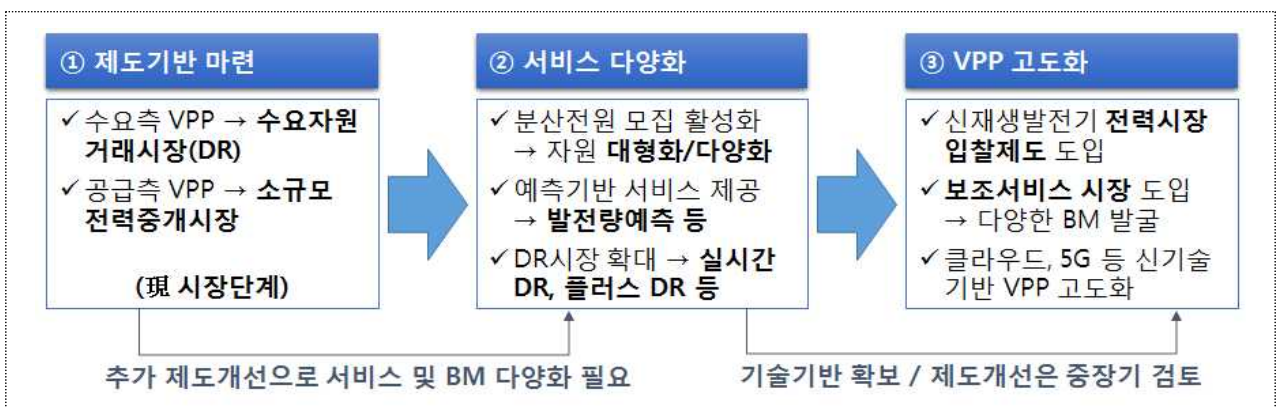 ① 제도기반 마련
✓ 수요측 VPP → 수요자원
거래시장(DR)
✓ 공급측 VPP → 소규모
전력중개시장
(現 시장단계)
② 서비스 다양화
✓ 분산전원 모집 활성화
→ 자원 대형화/다양화
✓ 예측기반 서비스 제공
→ 발전량예측 등
✓ DR시장 확대 → 실시간
DR, 플러스 DR 등
③ VPP 고도화
✓ 신재생발전기 전력시장
입찰제도 도입
✓ 보조서비스 시장 도입
→ 다양한 BM 발굴
✓ 클라우드, 5G 등 신기술
기반 VPP 고도화
추가 제도개선으로 서비스 및 BM 다양화 필요
기술기반 확보 / 제도개선은 중장기 검토